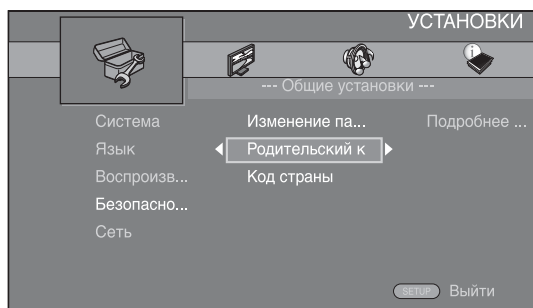 УСТАНОВКИ
--- Общие установки ---
Система Изменение па... Подробнее ...
Язык Родительский к
Воспроизв... Код страны
Безопасно...
Сеть
SETUP Выйти